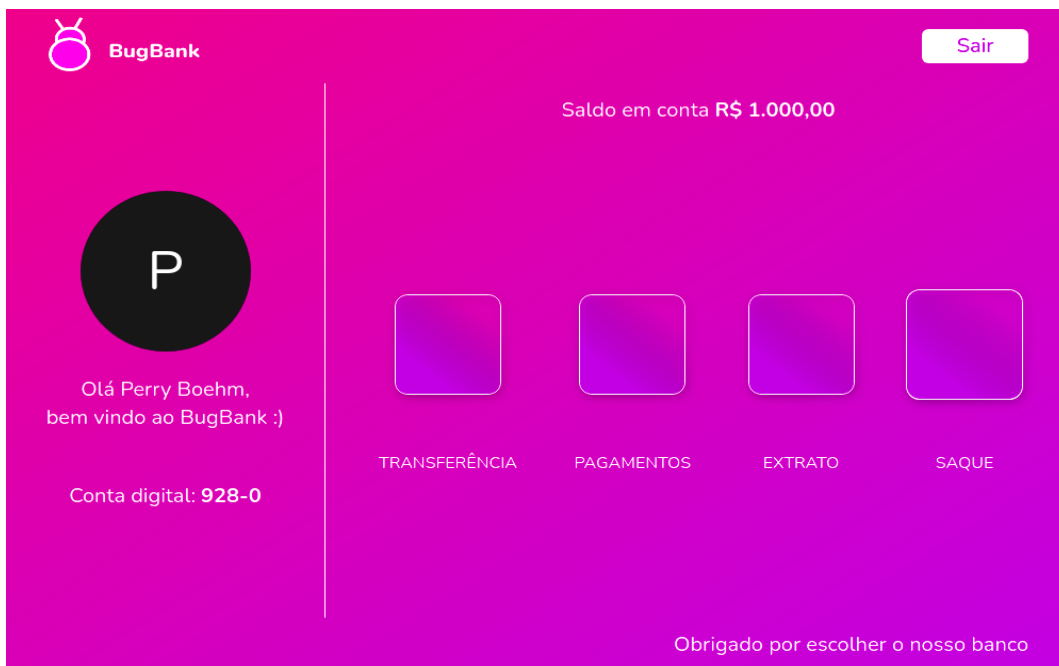 BugBank
Sair
Saldo em conta R$ 1.000,00
P
Olá Perry Boehm,
bem vindo ao BugBank :)
Conta digital: 928-0
TRANSFERÊNCIA
PAGAMENTOS
EXTRATO
SAQUE
Obrigado por escolher o nosso banco